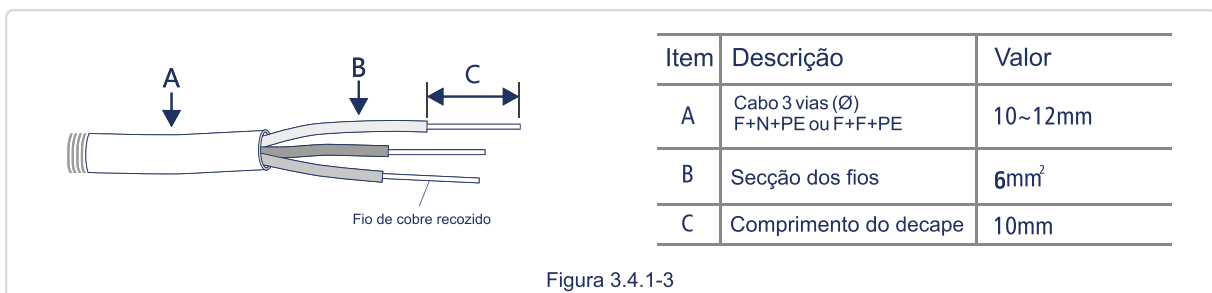 A
B
C
Fio de cobre recozido
Item Descrição Valor
A Cabo 3 vias (Ø) 10~12mm
F+N+PE ou F+F+PE
B Secção dos fios 6mm²
C Comprimento do decape 10mm
Figura 3.4.1-3